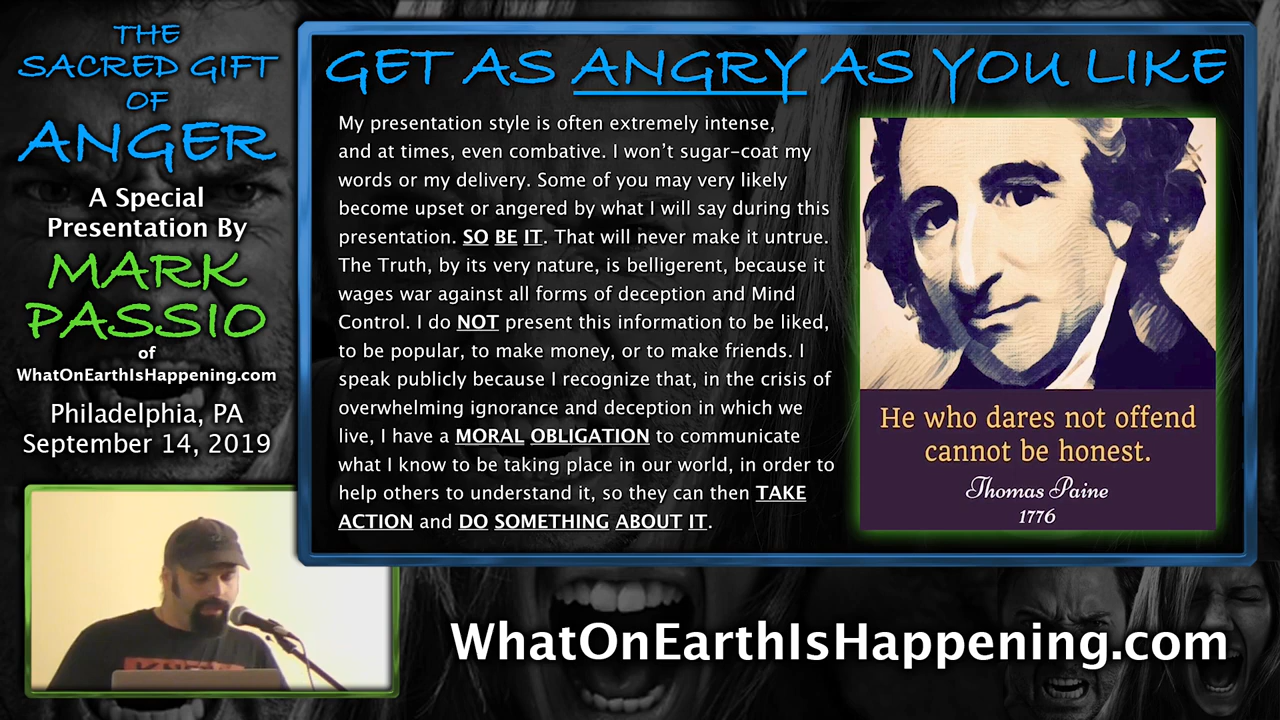 THE
SACRED GIFT
OF
ANGER
A Special
Presentation By
MARK
PASSIO
of
WhatOnEarthIsHappening.com
Philadelphia, PA
September 14, 2019
GET AS ANGRY AS YOU LIKE
My presentation style is often extremely intense,
and at times, even combative. I won’t sugar-coat my
words or my delivery. Some of you may very likely
become upset or angered by what I will say during this
presentation. SO BE IT. That will never make it untrue.
The Truth, by its very nature, is belligerent, because it
wages war against all forms of deception and Mind
Control. I do NOT present this information to be liked,
to be popular, to make money, or to make friends. I
speak publicly because I recognize that, in the crisis of
overwhelming ignorance and deception in which we
live, I have a MORAL OBLIGATION to communicate
what I know to be taking place in our world, in order to
help others to understand it, so they can then TAKE
ACTION and DO SOMETHING ABOUT IT.
He who dares not offend
cannot be honest.
Thomas Paine
1776
WhatOnEarthIsHappening.com